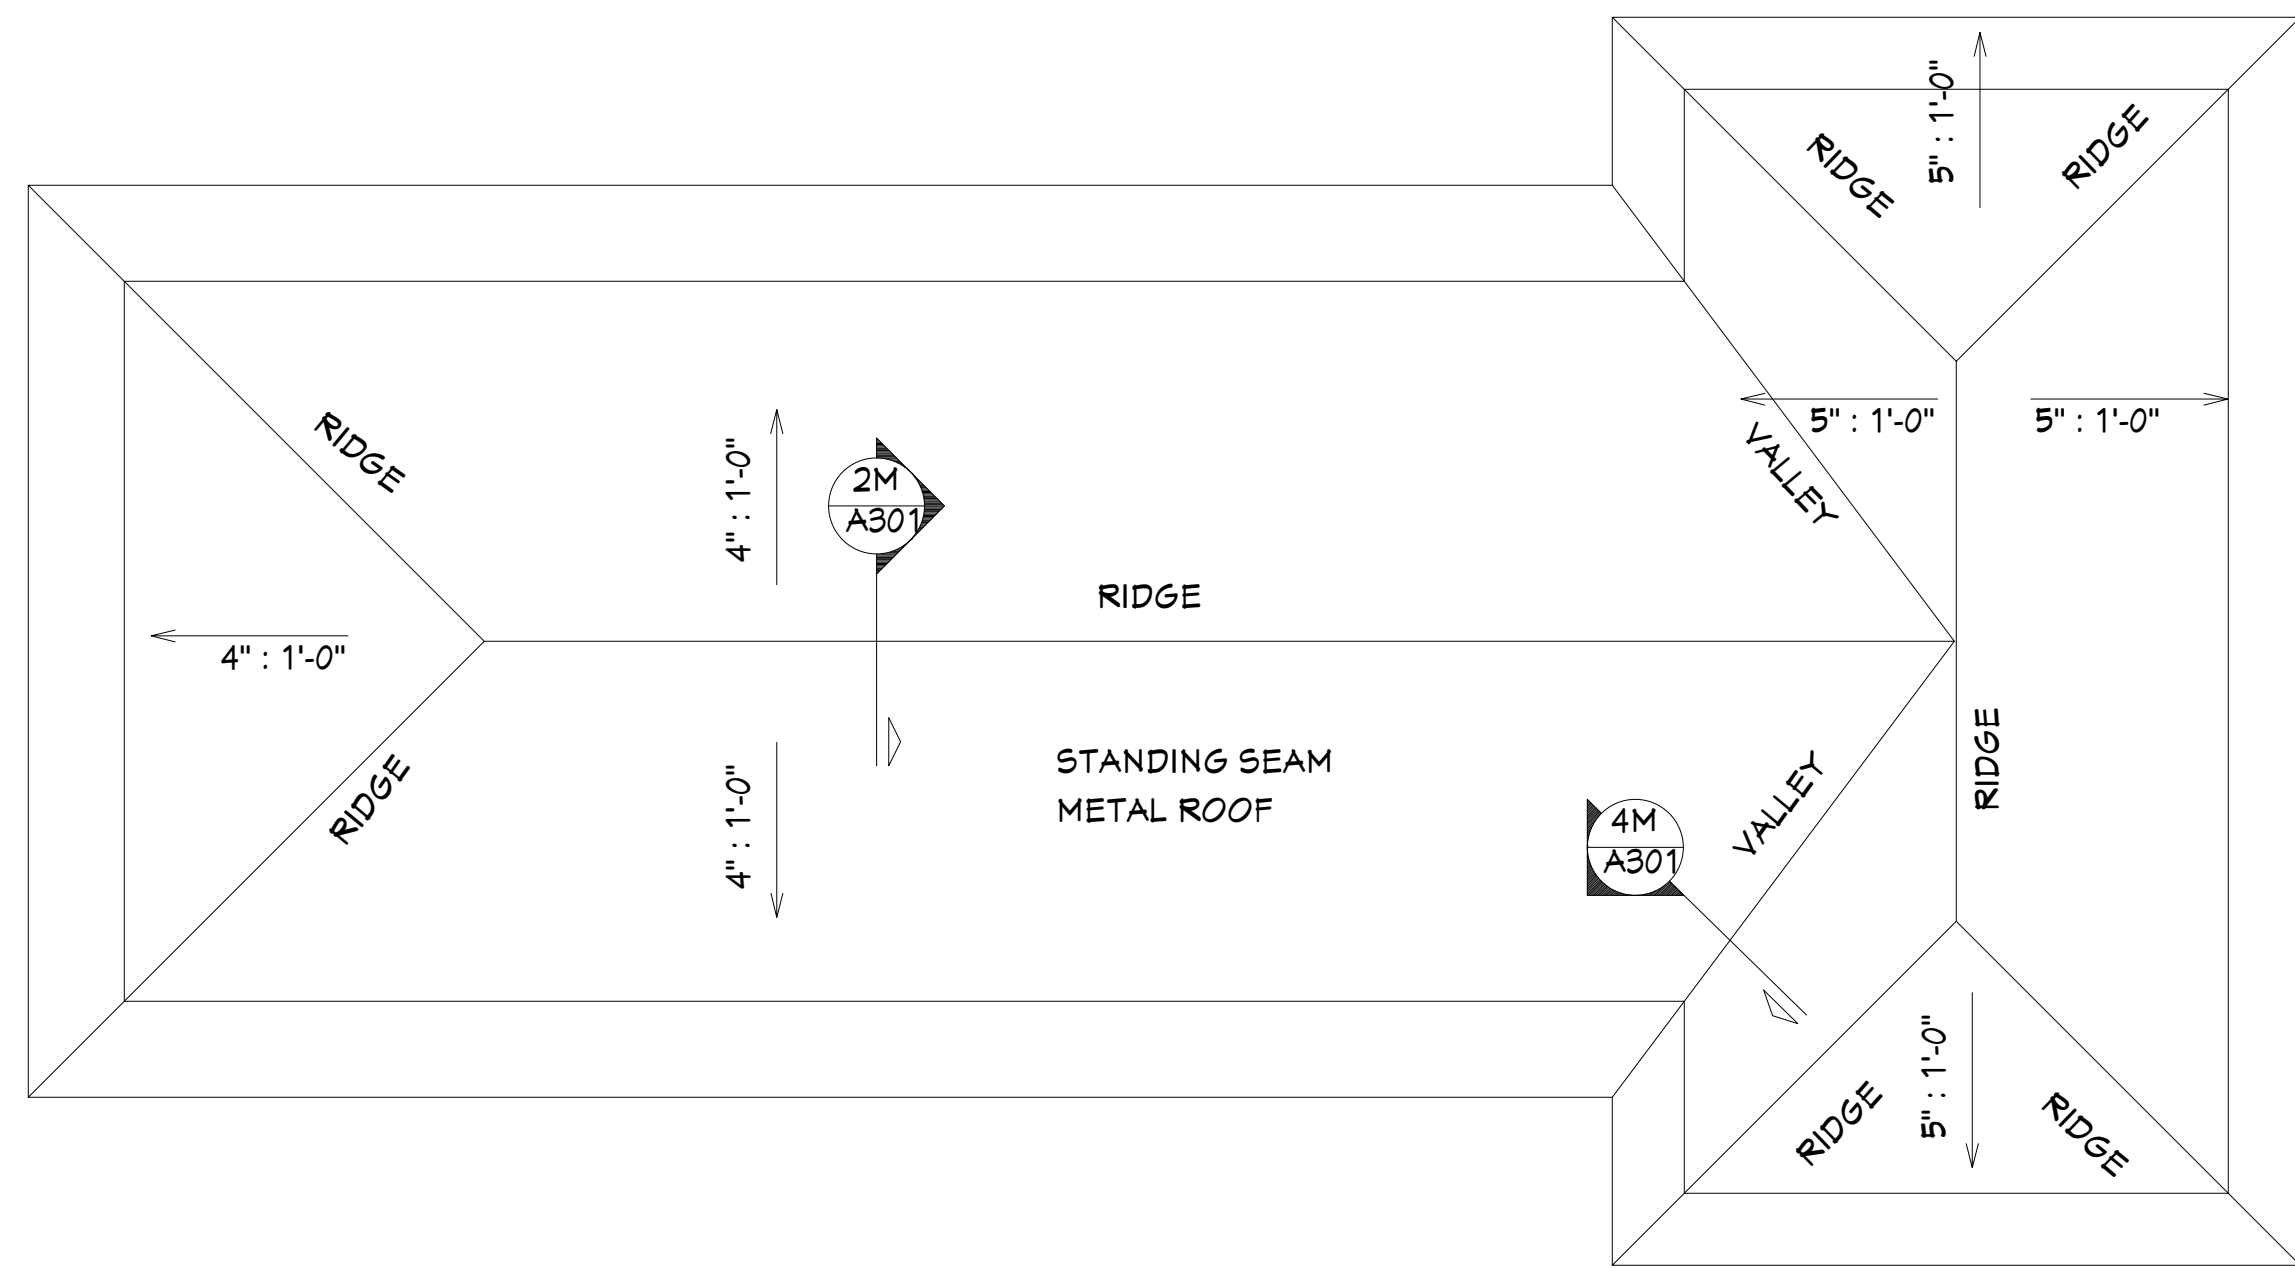 5" : 1'-0"
RIDGE
RIDGE
5" : 1'-0"
5" : 1'-0"
VALLEY
RIDGE
4" : 1'-0"
2M
A301
RIDGE
4" : 1'-0"
RIDGE
STANDING SEAM
METAL ROOF
4" : 1'-0"
RIDGE
4M
A301
VALLEY
RIDGE
5" : 1'-0"
RIDGE
RIDGE